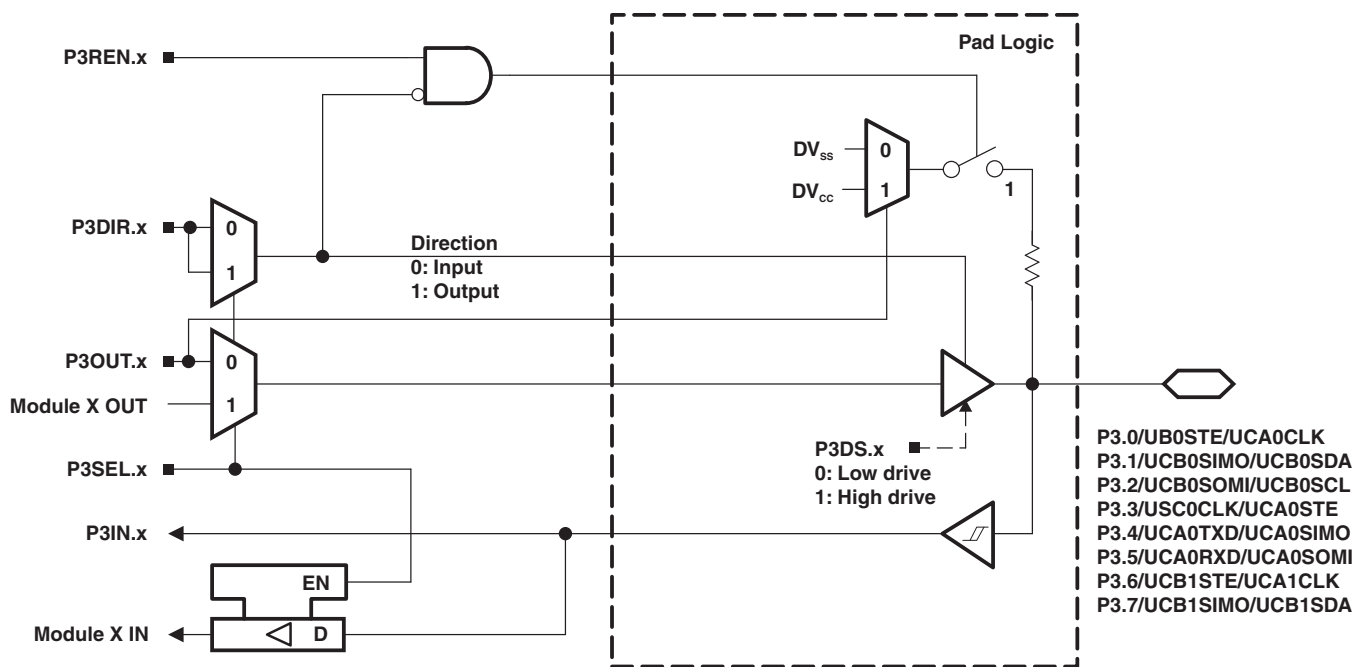 Pad Logic
P3REN.x
DVss
0
DVcc
1
1
P3DIR.x
0
1
Direction
0: Input
1: Output
P3OUT.x
0
Module X OUT
1
P3DS.x
0: Low drive
1: High drive
P3SEL.x
P3IN.x
EN
Module X IN
D
P3.0/UB0STE/UCA0CLK
P3.1/UCB0SIMO/UCB0SDA
P3.2/UCB0SOMI/UCB0SCL
P3.3/USC0CLK/UCA0STE
P3.4/UCA0TXD/UCA0SIMO
P3.5/UCA0RXD/UCA0SOMI
P3.6/UCB1STE/UCA1CLK
P3.7/UCB1SIMO/UCB1SDA